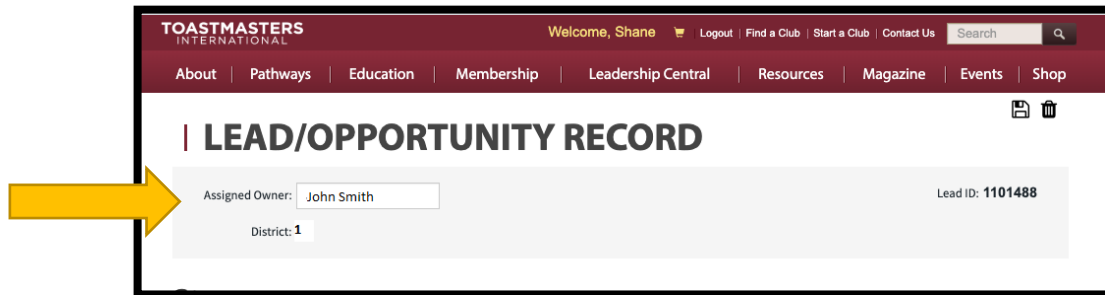 TOASTMASTERS
INTERNATIONAL
Welcome, Shane Logout | Find a Club | Start a Club | Contact Us Search
About | Pathways | Education | Membership | Leadership Central | Resources | Magazine | Events | Shop
LEAD/OPPORTUNITY RECORD
Assigned Owner: John Smith Lead ID: 1101488
District: 1